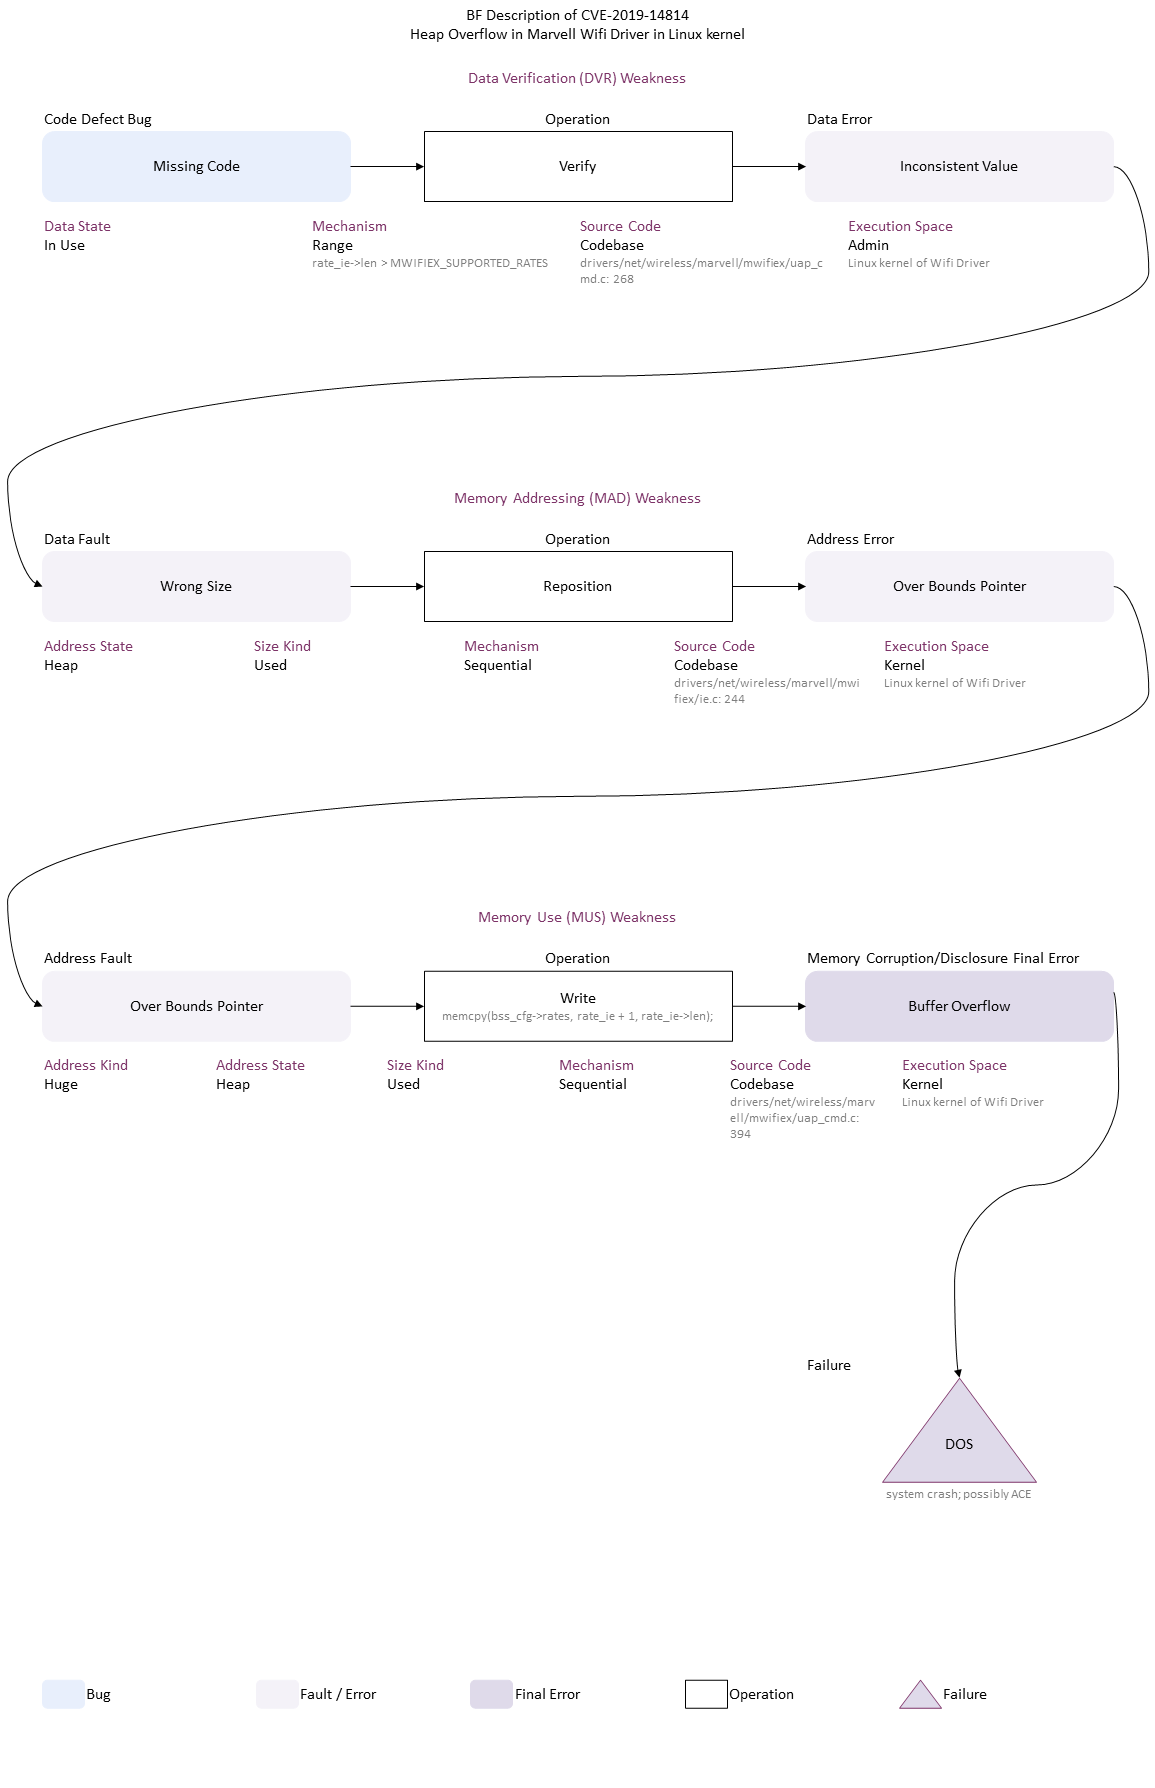 BF Description of CVE-2019-14814
Heap Overflow in Marvell Wifi Driver in Linux kernel
Data Verification (DVR) Weakness
Code Defect Bug
Operation
Data Error
Missing Code
Verify
Inconsistent Value
Data State
Mechanism
Source Code
Execution Space
In Use
Range
Codebase
Admin
rate_ie->len > MWIFIEX_SUPPORTED_RATES
drivers/net/wireless/marvell/mwifiex/uap_c
Linux kernel of Wifi Driver
md.c: 268
Memory Addressing (MAD) Weakness
Data Fault
Operation
Address Error
Wrong Size
Reposition
Over Bounds Pointer
Address State
Size Kind
Mechanism
Source Code
Execution Space
Heap
Used
Sequential
Codebase
Kernel
drivers/net/wireless/marvell/mwi
Linux kernel of Wifi Driver
fiex/ie.c: 244
Memory Use (MUS) Weakness
Address Fault
Operation
Memory Corruption/Disclosure Final Error
Over Bounds Pointer
Write
memcpy(bss_cfg->rates, rate_ie + 1, rate_ie->len);
Buffer Overflow
Address Kind
Address State
Size Kind
Mechanism
Source Code
Execution Space
Huge
Heap
Used
Sequential
Codebase
Kernel
drivers/net/wireless/marv
Linux kernel of Wifi Driver
ell/mwifiex/uap_cmd.c:
394
Failure
DOS
system crash; possibly ACE
Bug
Fault / Error
Final Error
Operation
Failure